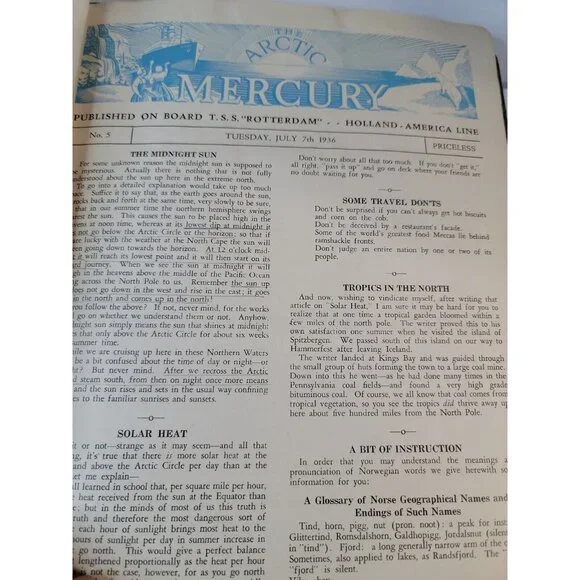 THE
ARCTIC
MERCURY
PUBLISHED ON BOARD T.S.S. "ROTTERDAM" - - HOLLAND-AMERICA LINE
No. 5
TUESDAY, JULY 7th 1936
PRICELESS
THE MIDNIGHT SUN
For some unknown reason the midnight sun is supposed to
be mysterious. Actually there is nothing that is not fully
understood about the sun up here in the extreme north.
To go into a detailed explanation would take up too much
space. Suffice it to say that, as the earth goes around the sun,
rocks back and forth at the same time, very slowly to be sure,
that in our summer time the northern hemisphere swings
the sun. This causes the sun to be placed high in the
heavens at noon time, whereas at its lowest dip at midnight it
not go below the Arctic Circle or the horizon; so that if
are lucky with the weather at the North Cape the sun will
been going down towards the horizon. At 12 o'clock mid-
it will reach its lowest point and it will then start on its
journey. When we see the sun at midnight it will
high in the heavens above the middle of the Pacific Ocean
across the North Pole to us. Remember the sun up
does not go down in the west and rise in the east; it goes
in the north and comes up in the north!
you follow the above? If not, never mind, for the works
go on whether we understand them or not. Anyhow,
midnight sun simply means the sun that shines at midnight
that only above the Arctic Circle for about six weeks
summer time.
while we are cruising up here in these Northern Waters
be a bit confused about the time of day or night—or
night? But never mind. After we recross the Arctic
steam south, from then on night once more means
and the sun rises and sets in the usual way confining
to the familiar sunrises and sunsets.
SOLAR HEAT
it or not—strange as it may seem—and all that
it's true that there is more solar heat at the
and above the Arctic Circle per day than at the
let me explain—
all learned in school that, per square mile per hour,
heat received from the sun at the Equator than
but in the minds of most of us this truth is
truth and therefore the most dangerous sort of
each hour of sunlight brings most heat to the
hours of sunlight per day in summer increase in
go north. This would give a perfect balance
lengthened proportionally as the heat per hour
is not the case, however, for as you go north
Don't worry about all that too much. If you don't "get it,"
all right, "pass it up" and go on deck where your friends are
no doubt waiting for you.
SOME TRAVEL DON'TS
Don't be surprised if you can't always get hot biscuits
and corn on the cob.
Don't be deceived by a restaurant's facade.
Some of the world's greatest food Meccas lie behind
ramshackle fronts.
Don't judge an entire nation by one or two of its
people.
TROPICS IN THE NORTH
And now, wishing to vindicate myself, after writing that
article on "Solar Heat," I am sure it may be hard for you to
realize that at one time a tropical garden bloomed within a
few miles of the north pole. The writer proved this to his
own satisfaction one summer when he visited the island of
Spitzbergen. We passed south of this island on our way to
Hammerfest after leaving Iceland.
The writer landed at Kings Bay and was guided through
the small group of huts forming the town to a large coal mine.
Down into this he went—as he had done many times in the
Pennsylvania coal fields—and found a very high grade
bituminous coal. Of course, we all know that coal comes from
tropical vegetation, so you see the tropics did thrive away up
here about five hundred miles from the North Pole.
A BIT OF INSTRUCTION
In order that you may understand the meanings a
pronunciation of Norwegian words we give herewith so
information for you:
A Glossary of Norse Geographical Names and
Endings of Such Names
Tind, horn, pigg, nut (pron. noot): a peak for inst
Glittertind, Romsdalshorn, Galdhopigg, Jordalsnut (silen
in "tind"). Fjord: a long generally narrow arm of the
Sometimes, also applied to lakes, as Randsfjord. The "
"fjord" is silent.